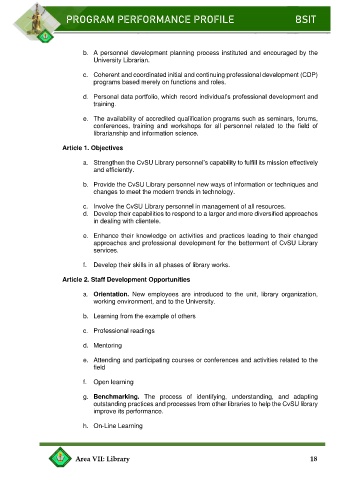 PROGRAM PERFORMANCE PROFILE BSIT
b. A personnel development planning process instituted and encouraged by the
University Librarian.
c. Coherent and coordinated initial and continuing professional development (CDP)
programs based merely on functions and roles.
d. Personal data portfolio, which record individual's professional development and
training.
e. The availability of accredited qualification programs such as seminars, forums,
conferences, training and workshops for all personnel related to the field of
librarianship and information science.
Article 1. Objectives
a. Strengthen the CvSU Library personnel's capability to fulfill its mission effectively
and efficiently.
b. Provide the CvSU Library personnel new ways of information or techniques and
changes to meet the modern trends in technology.
c. Involve the CvSU Library personnel in management of all resources.
d. Develop their capabilities to respond to a larger and more diversified approaches
in dealing with clientele.
e. Enhance their knowledge on activities and practices leading to their changed
approaches and professional development for the betterment of CvSU Library
services.
f. Develop their skills in all phases of library works.
Article 2. Staff Development Opportunities
a. Orientation. New employees are introduced to the unit, library organization,
working environment, and to the University.
b. Learning from the example of others
c. Professional readings
d. Mentoring
e. Attending and participating courses or conferences and activities related to the
field
f. Open learning
g. Benchmarking. The process of identifying, understanding, and adapting
outstanding practices and processes from other libraries to help the CvSU library
improve its performance.
h. On-Line Learning
Area VII: Library 18